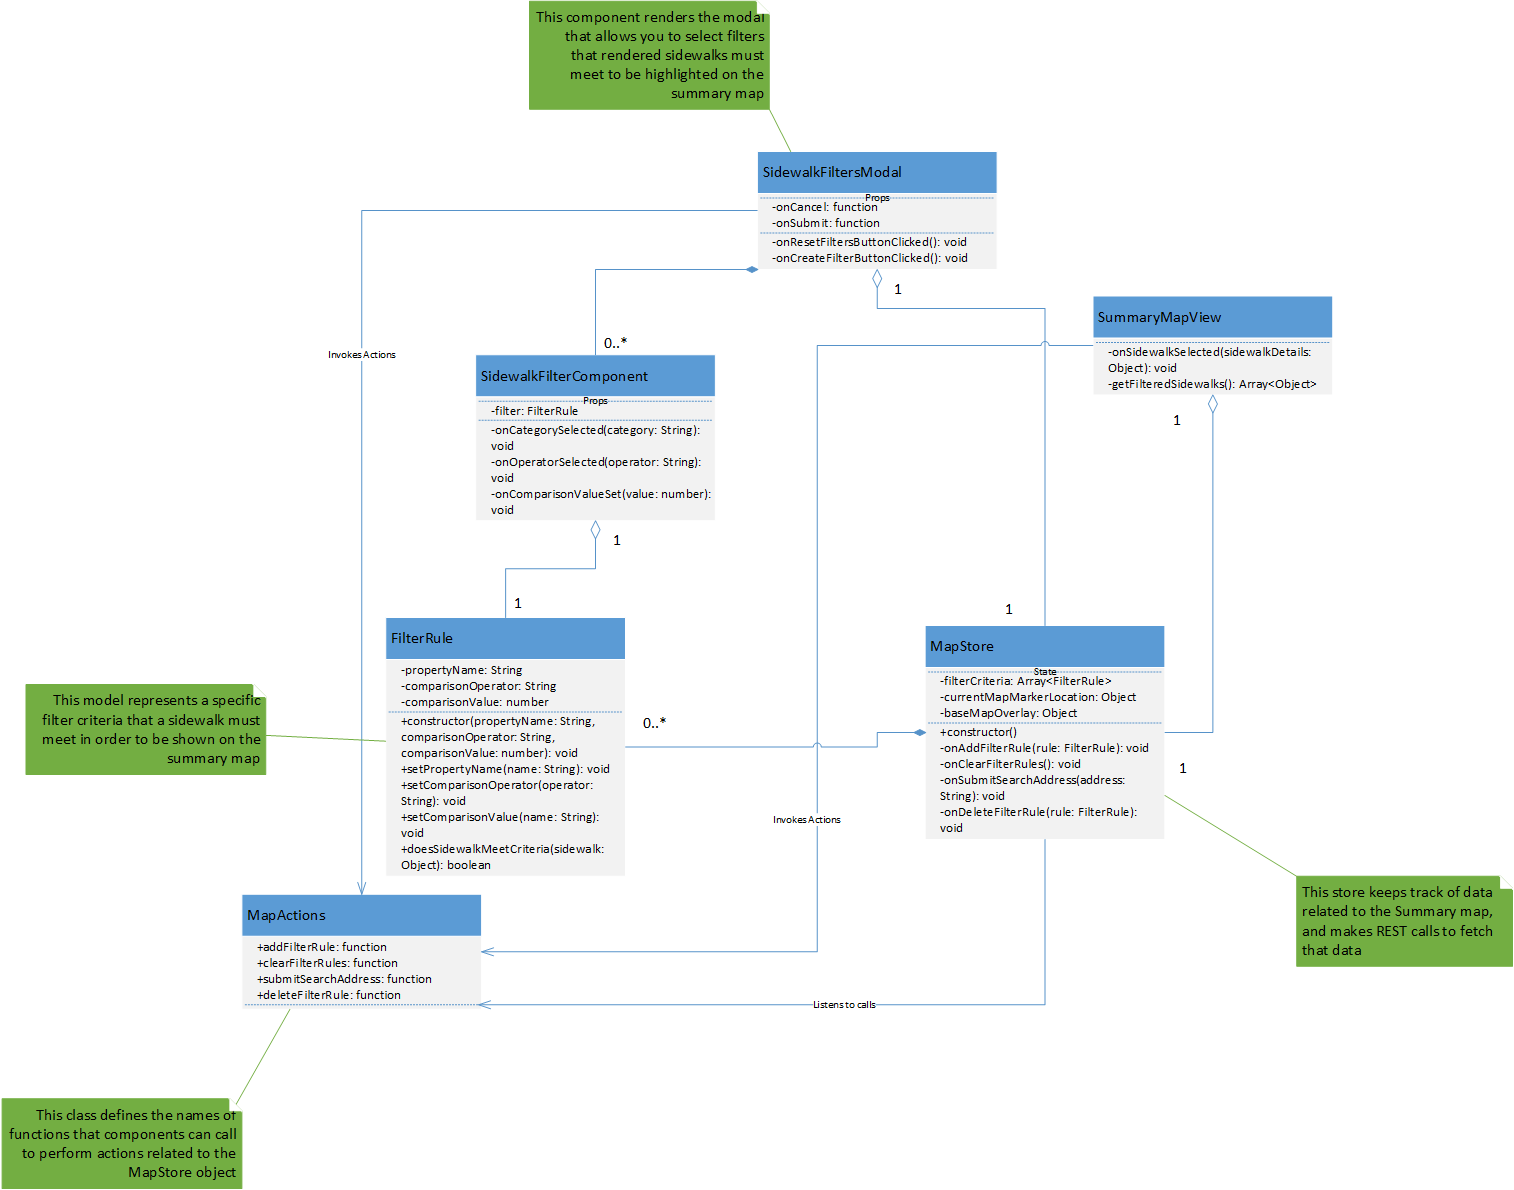 This component renders the modal
that allows you to select filters
that rendered sidewalks must
meet to be highlighted on the
summary map
SidewalkFiltersModal
Props
-onCancel: function
-onSubmit: function
-onResetFiltersButtonClicked(): void
-onCreateFilterButtonClicked(): void
1
SummaryMapView
-onSidewalkSelected(sidewalkDetails:
Object): void
-getFilteredSidewalks(): Array<Object>
1
Invokes Actions
0..*
SidewalkFilterComponent
Props
-filter: FilterRule
-onCategorySelected(category: String):
void
-onOperatorSelected(operator: String):
void
-onComparisonValueSet(value: number):
void
1
1
FilterRule
-propertyName: String
-comparisonOperator: String
-comparisonValue: number
+constructor(propertyName: String,
comparisonOperator: String,
comparisonValue: number): void
+setPropertyName(name: String): void
+setComparisonOperator(operator:
String): void
+setComparisonValue(name: String):
void
+doesSidewalkMeetCriteria(sidewalk:
Object): boolean
This model represents a specific
filter criteria that a sidewalk must
meet in order to be shown on the
summary map
0..*
1
MapStore
State
-filterCriteria: Array<FilterRule>
-currentMapMarkerLocation: Object
-baseMapOverlay: Object
+constructor()
-onAddFilterRule(rule: FilterRule): void
-onClearFilterRules(): void
-onSubmitSearchAddress(address:
String): void
-onDeleteFilterRule(rule: FilterRule):
void
1
Invokes Actions
This store keeps track of data
related to the Summary map,
and makes REST calls to fetch
that data
MapActions
+addFilterRule: function
+clearFilterRules: function
+submitSearchAddress: function
+deleteFilterRule: function
Listens to calls
This class defines the names of
functions that components can call
to perform actions related to the
MapStore object